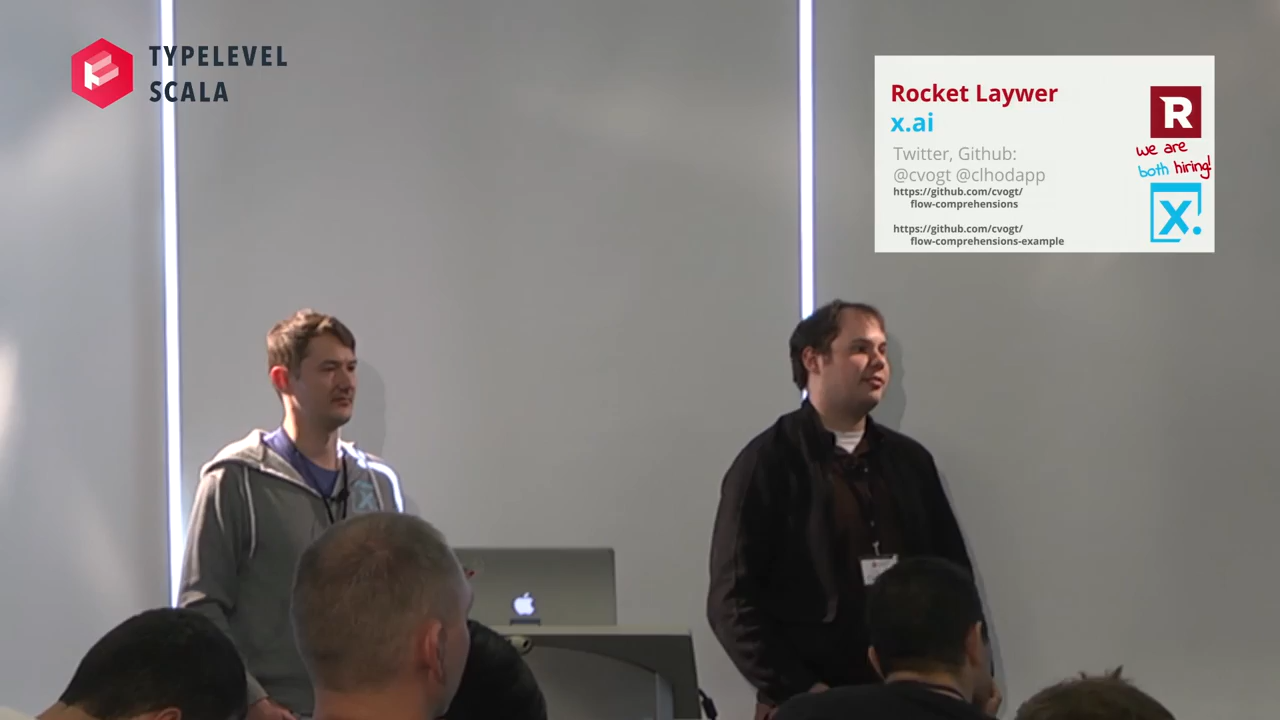 TYPELEVEL
SCALA
Rocket Laywer
x.ai
Twitter, Github:
@cvogt @clhodapp
https://github.com/cvogt/
flow-comprehensions
https://github.com/cvogt/
flow-comprehensions-example
R
we are
both hiring!
X.